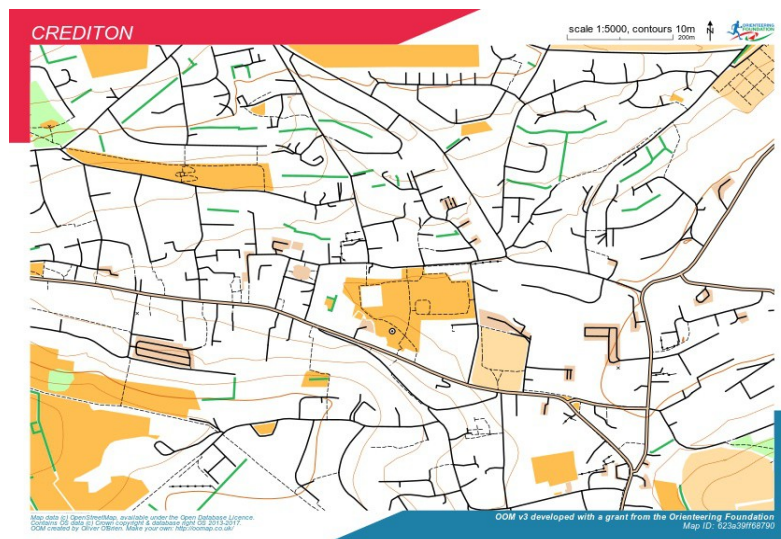 CREDITON
scale 1:5000, contours 10m
200m
N
ORIENTEERING
FOUNDATION
Map data (c) OpenStreetMap, available under the Open Database Licence.
Contains OS data (c) Crown copyright & database right OS 2013-2017.
OOM created by Oliver O'Brien. Make your own: http://oomap.co.uk/
OOM v3 developed with a grant from the Orienteering Foundation
Map ID: 623a39ff68790